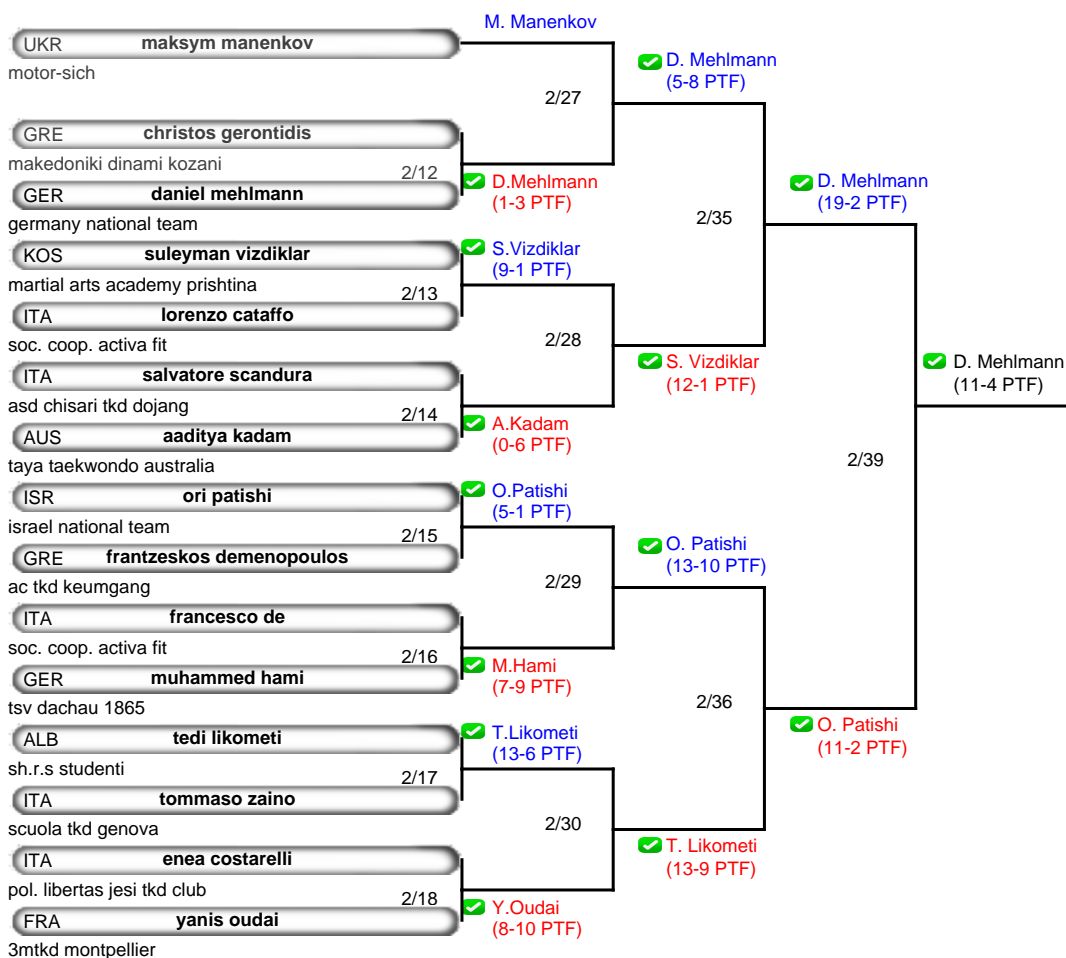 M. Manenkov
UKR maksym manenkov
motor-sich
D. Mehlmann
(5-8 PTF)
2/27
GRE christos gerontidis
makedoniki dinami kozani
2/12
GER daniel mehlmann
germany national team
D.Mehlmann
(1-3 PTF)
D. Mehlmann
(19-2 PTF)
2/35
KOS suleyman vizdiklar
martial arts academy prishtina
S.Vizdiklar
(9-1 PTF)
2/13
ITA lorenzo cataffo
soc. coop. activa fit
2/28
S. Vizdiklar
(12-1 PTF)
D. Mehlmann
(11-4 PTF)
ITA salvatore scandura
asd chisari tkd dojang
2/14
AUS aaditya kadam
taya taekwondo australia
A.Kadam
(0-6 PTF)
2/39
ISR ori patishi
israel national team
O.Patishi
(5-1 PTF)
2/15
GRE frantzeskos demenopoulos
ac tkd keumgang
O. Patishi
(13-10 PTF)
2/29
ITA francesco de
soc. coop. activa fit
2/16
GER muhammed hami
tsv dachau 1865
M.Hami
(7-9 PTF)
2/36
O. Patishi
(11-2 PTF)
ALB tedi likometi
sh.r.s studenti
T.Likometi
(13-6 PTF)
2/17
ITA tommaso zaino
scuola tkd genova
2/30
T. Likometi
(13-9 PTF)
ITA enea costarelli
pol. libertas jesi tkd club
2/18
FRA yanis oudai
3mtkd montpellier
Y.Oudai
(8-10 PTF)